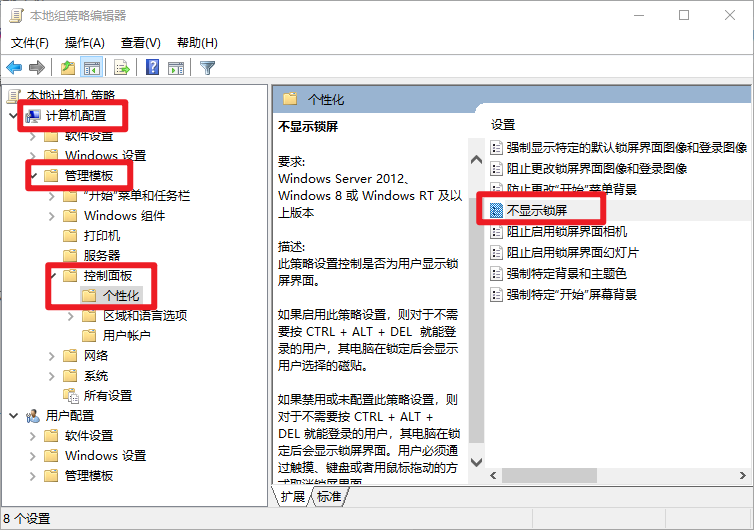 本地组策略编辑器
文件(F) 操作(A) 查看(V) 帮助(H)
本地计算机 策略
计算机配置
软件设置
Windows 设置
管理模板
“开始”菜单和任务栏
Windows 组件
打印机
服务器
控制面板
个性化
区域和语言选项
用户帐户
网络
系统
所有设置
用户配置
软件设置
Windows 设置
管理模板
个性化
不显示锁屏
要求:
Windows Server 2012、
Windows 8 或 Windows RT 及以
上版本
描述:
此策略设置控制是否为用户显示锁
屏界面。
如果启用此策略设置，则对于不需
要按 CTRL + ALT + DEL 就能登
录的用户，其电脑在锁定后会显示
用户选择的磁贴。
如果禁用或未配置此策略设置，则
对于不需要按 CTRL + ALT +
DEL 就能登录的用户，其电脑在锁
定后会显示锁屏界面。用户必须通
过触摸、键盘或者用鼠标拖动的方
式取消锁屏界面。
设置
强制显示特定的默认锁屏界面图像和登录图像
阻止更改锁屏界面图像和登录图像
防止更改“开始”菜单背景
不显示锁屏
阻止启用锁屏界面相机
阻止启用锁屏界面幻灯片
强制特定背景和主题色
强制特定“开始”屏幕背景
扩展 标准
8 个设置